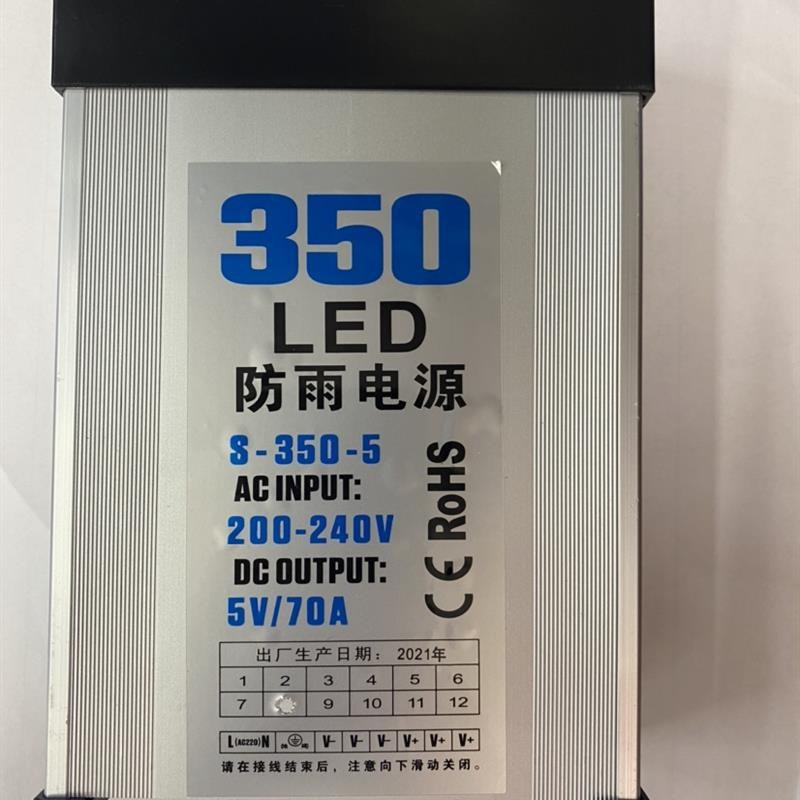 350
LED
防雨电源
S-350-5
AC INPUT:
200-240V
DC OUTPUT:
5V/70A
CE RoHS
出厂生产日期：2021年
1 2 3 4 5 6
7 9 10 11 12
L(AC220)N V- V- V- V+ V+ V+
请在接线结束后，注意向下滑动关闭。